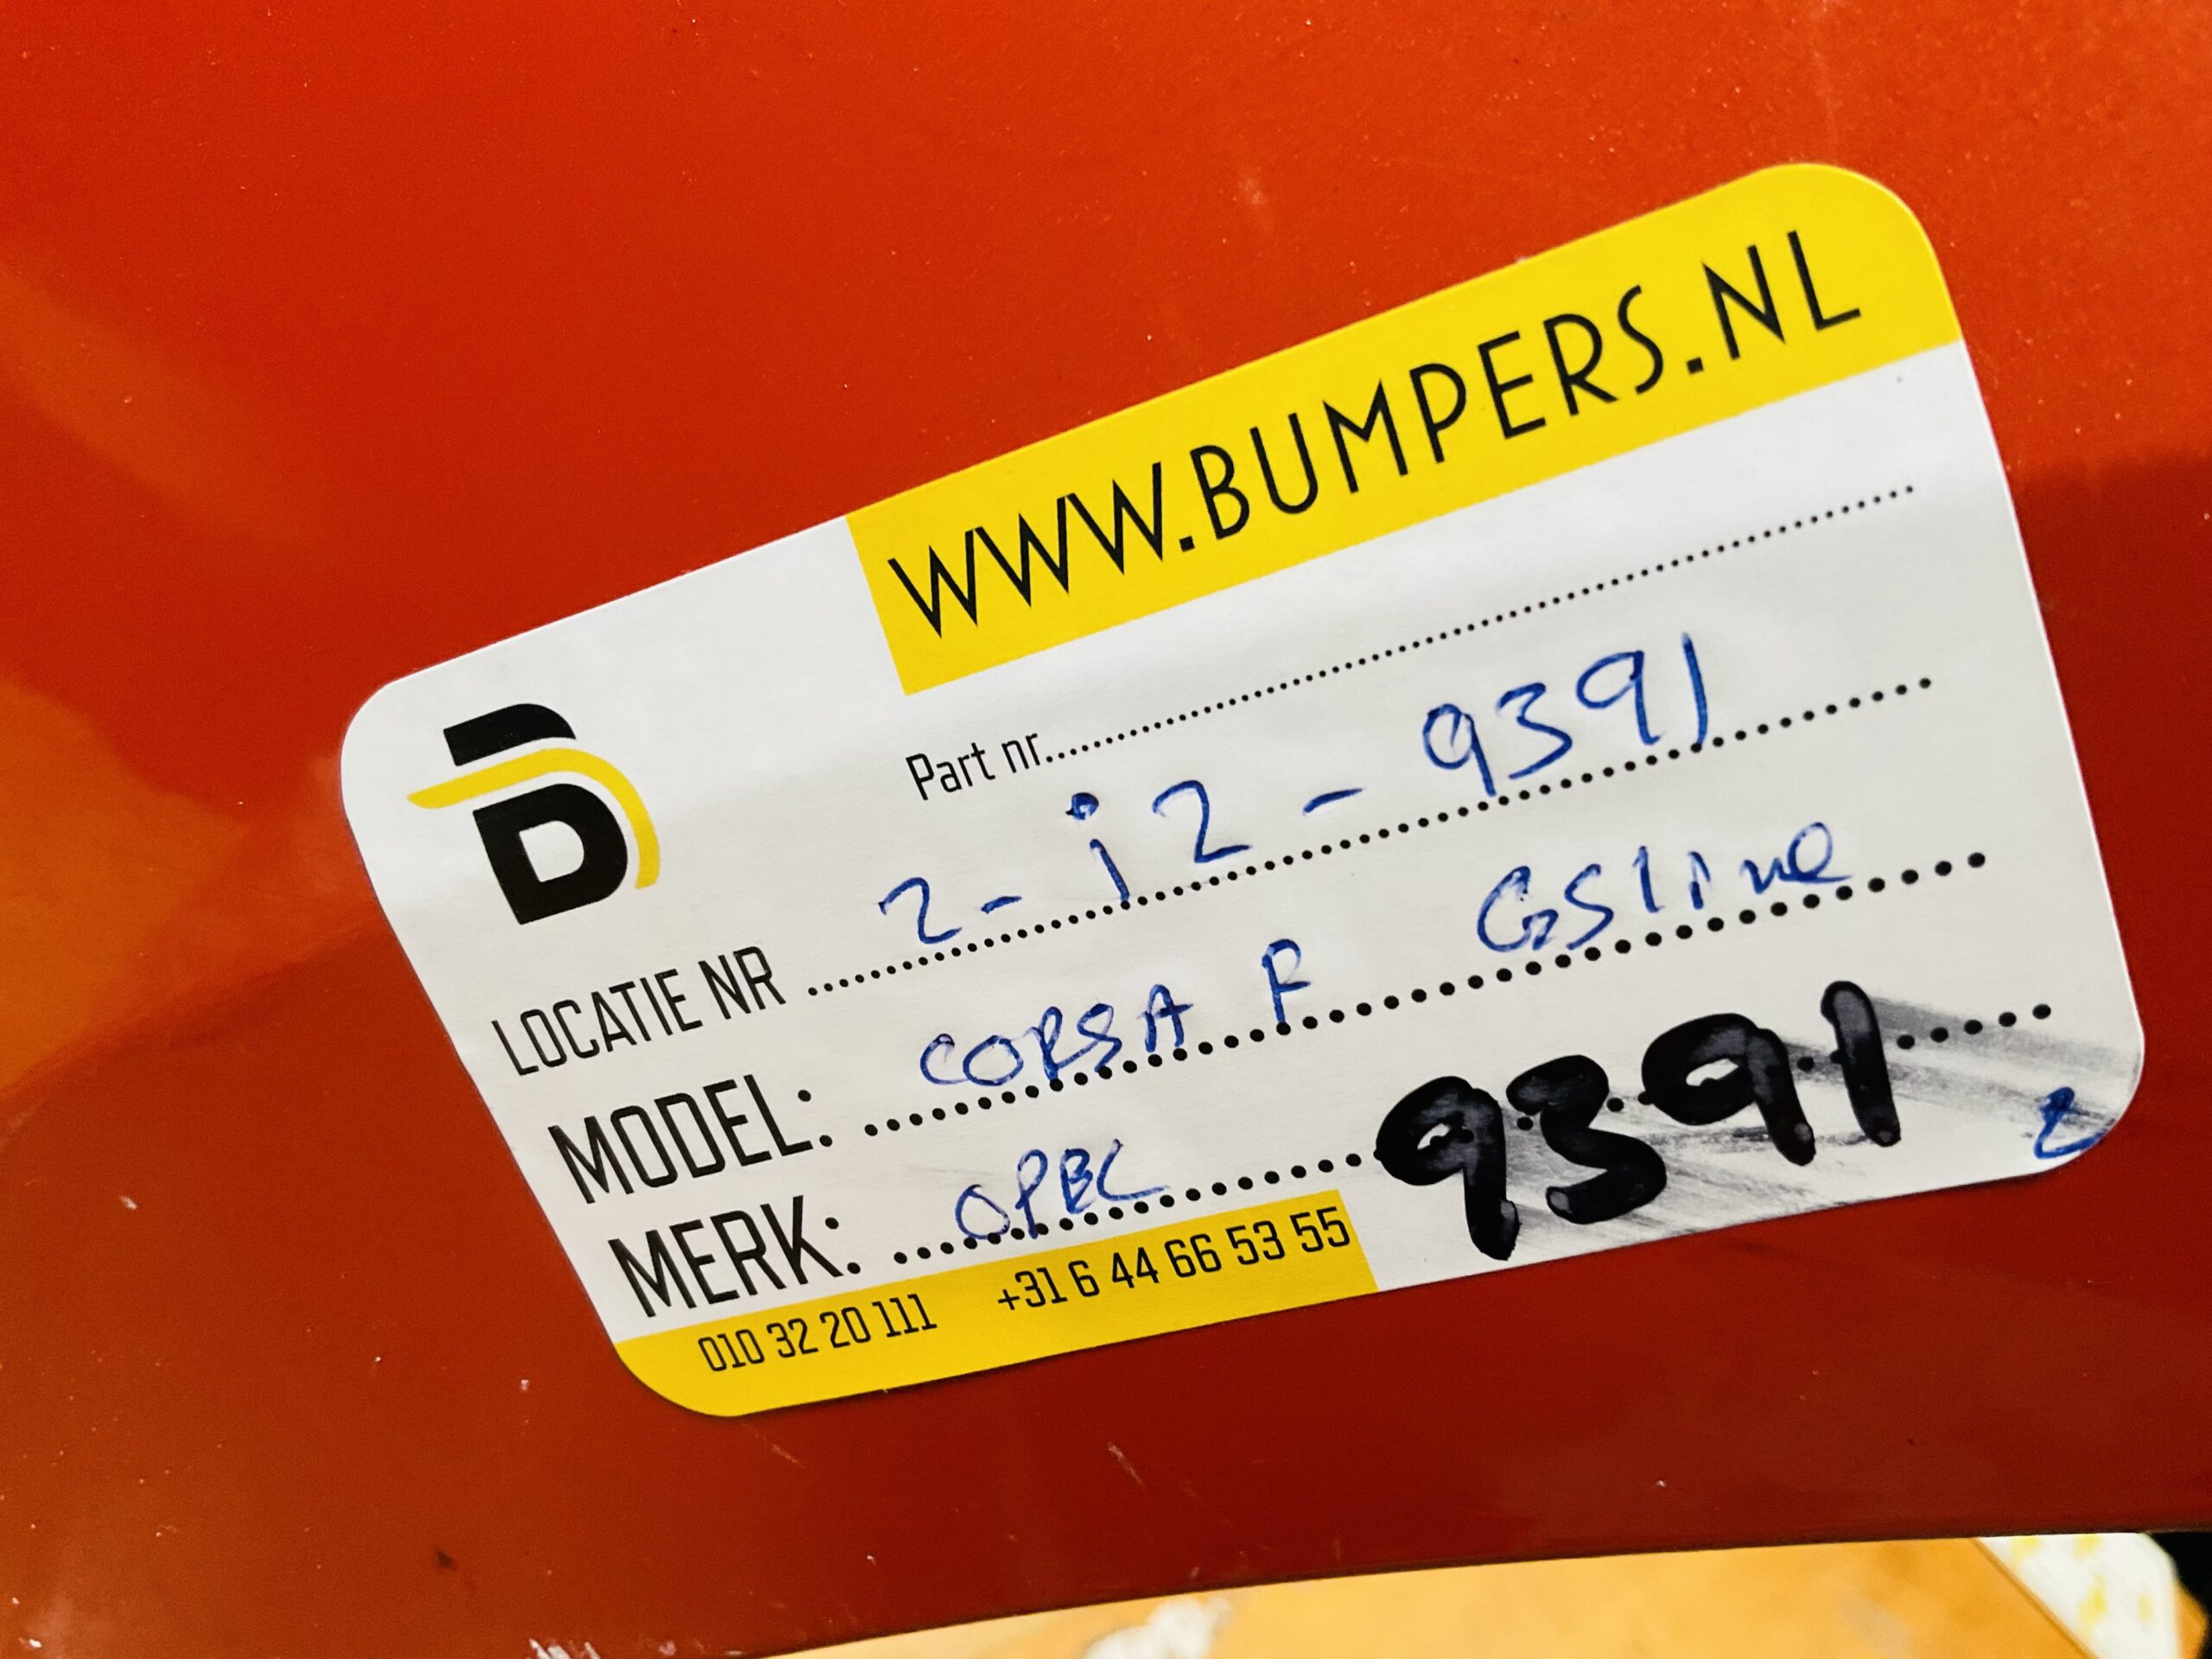 WWW.BUMPERS.NL
Part nr.
LOCATIE NR 2 - i2 - 9391
MODEL: CORSA F GSline
MERK: OPEL
9391
2
010 32 20 111 +31 6 44 66 53 55